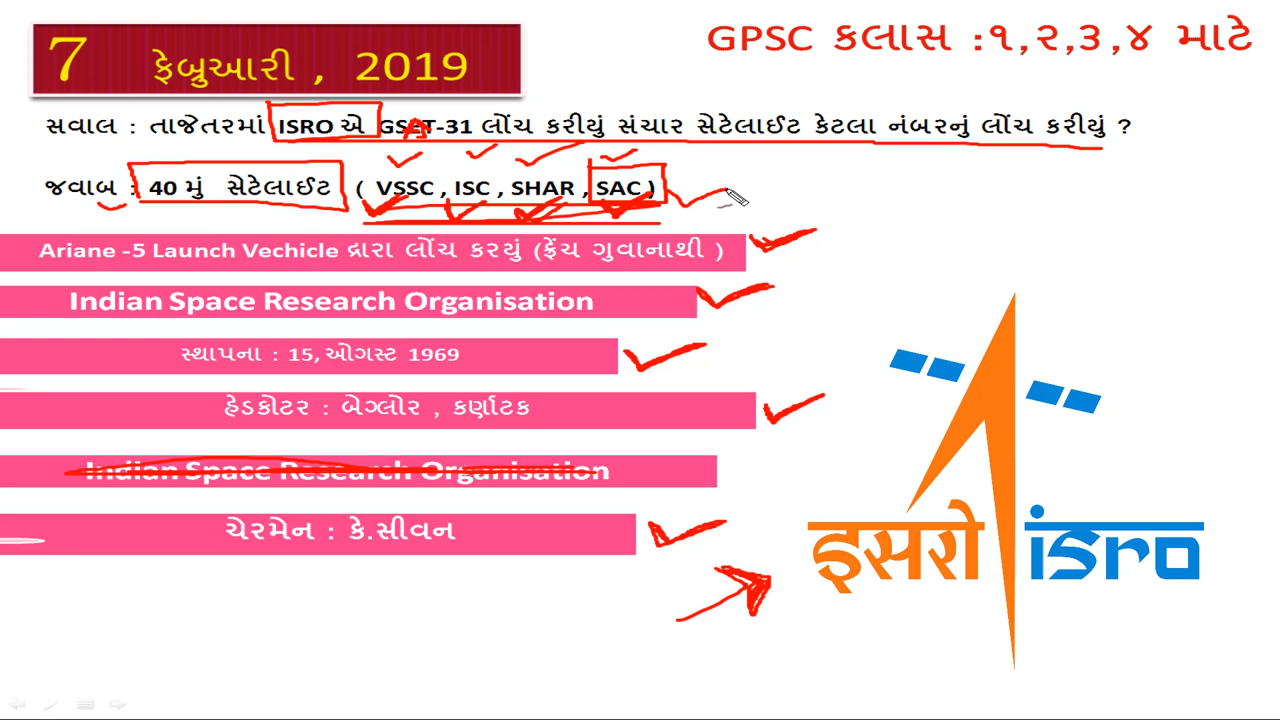 7 ફેબ્રુઆરી , 2019
GPSC કલાસ :૧,૨,૩,૪ માટે
સવાલ : તાજેતરમાં ISRO એ GSET-31 લોંચ કરીયું સંચાર સેટેલાઈટ કેટલા નંબરનું લોંચ કરીયું ?
જવાબ : 40 મું સેટેલાઈટ ( VSSC , ISC , SHAR , SAC )
Ariane -5 Launch Vechicle દ્રારા લોંચ કરયું (ફ્રેંચ ગુવાનાથી )
Indian Space Research Organisation
સ્થાપના : 15, ઓગસ્ટ 1969
હેડકોટર : બેગ્લોર , કર્ણાટક
Indian Space Research Organisation
ચેરમેન : કે.સીવન
इसरो isro